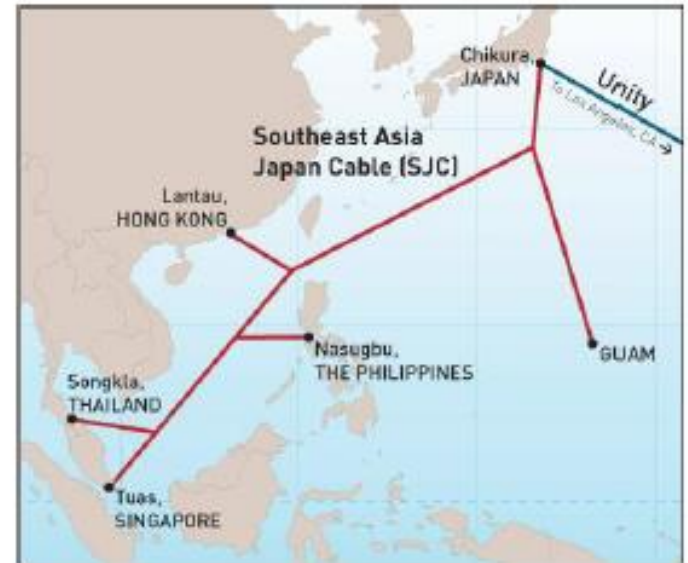 Chikura,
JAPAN
Unity
To Los Angeles, CA →
Southeast Asia
Japan Cable (SJC)
Lantau,
HONG KONG
Nasugbu,
THE PHILIPPINES
GUAM
Songkla,
THAILAND
Tuas,
SINGAPORE